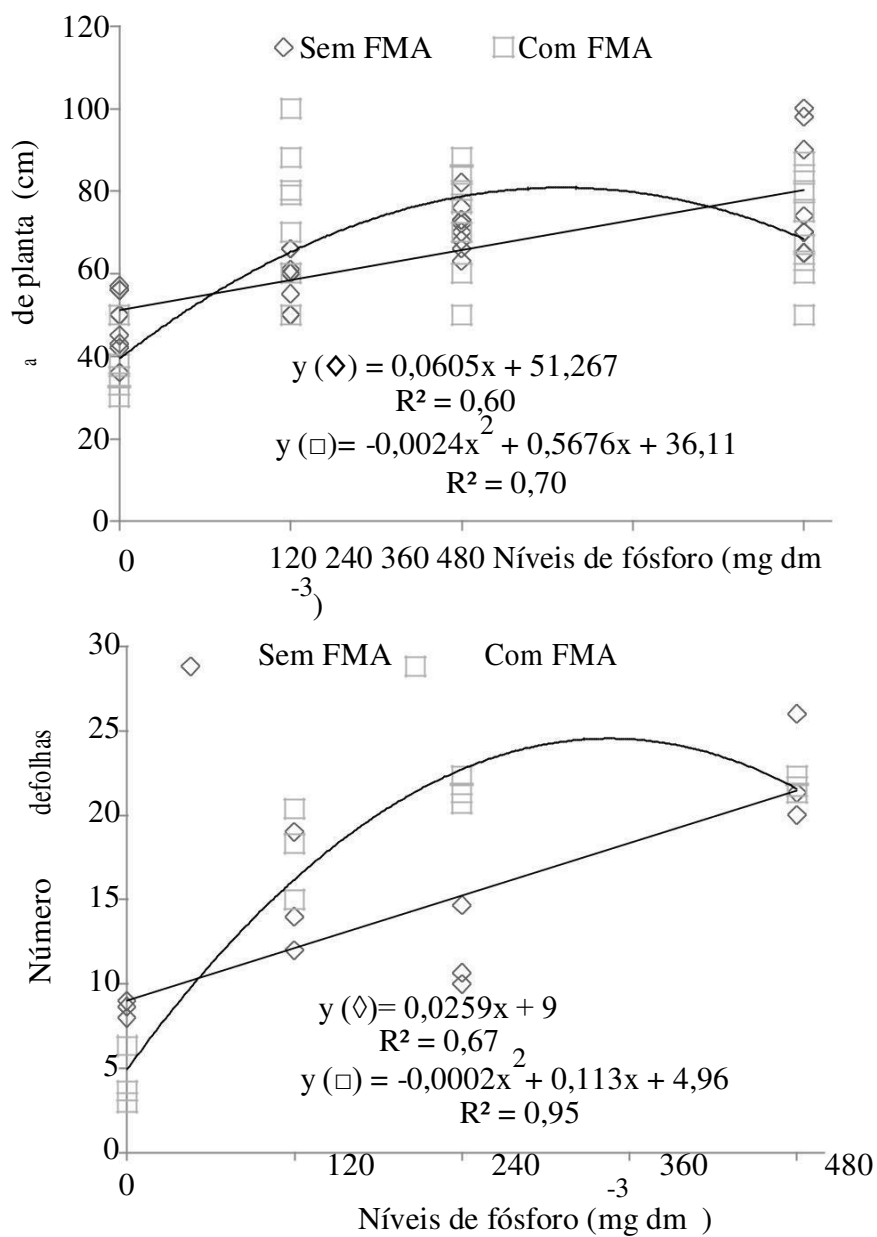 120
◇ Sem FMA □ Com FMA
100
80
60
40
20
0
a de planta (cm)
y (◇) = 0,0605x + 51,267
R² = 0,60
y (□)= -0,0024x² + 0,5676x + 36,11
R² = 0,70
0 120 240 360 480 Níveis de fósforo (mg dm
-3)
30
Sem FMA Com FMA
25
20
15
10
5
0
Número defolhas
y (◊)= 0,0259x + 9
R² = 0,67
y (□) = -0,0002x² + 0,113x + 4,96
R² = 0,95
0 120 240 360 480
Níveis de fósforo (mg dm-3)